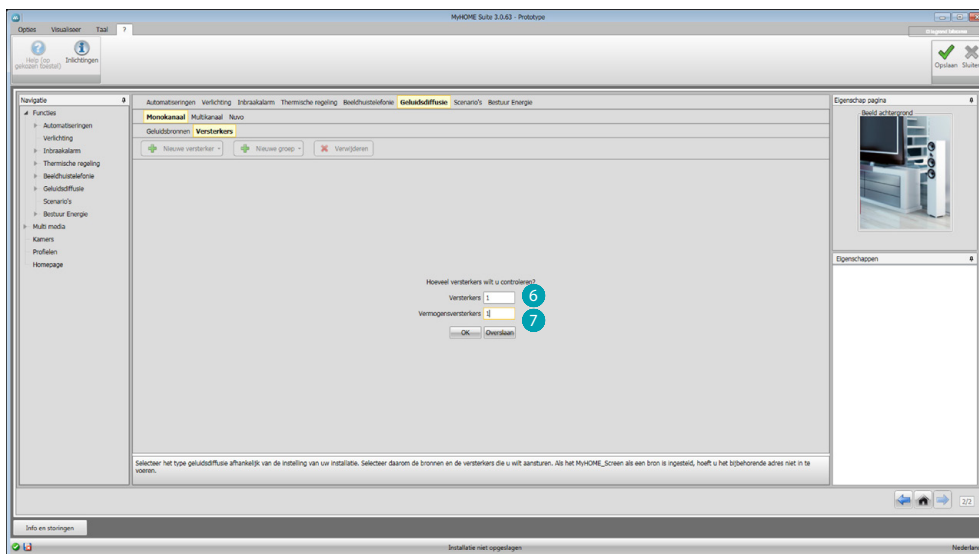 MyHOME Suite 3.0.63 - Prototype
Opties Visualiseer Taal ?
Help (op gekozen toestel)
Inlichtingen
Opslaan Sluiten
Navigatie
Functies
Automatiseringen
Verlichting
Inbraakalarm
Thermische regeling
Beeldhuistelefonie
Geluidsdiffusie
Scenario's
Bestuur Energie
Multi media
Kamers
Profielen
Homepage
Automatiseringen Verlichting Inbraakalarm Thermische regeling Beeldhuistelefonie Geluidsdiffusie Scenario's Bestuur Energie
Monokanaal Multikanaal Nuvo
Geluidsbronnen Versterkers
Nieuwe versterker Nieuwe groep Verwijderen
Hoeveel versterkers wilt u controleren?
Versterkers 1 6
Vermogensversterkers 1 7
OK Overslaan
Selecteer het type geluidsdiffusie afhankelijk van de instelling van uw installatie. Selecteer daarom de bronnen en de versterkers die u wilt aansturen. Als het MyHOME_Screen als een bron is ingesteld, hoeft u het bijbehorende adres niet in te
voeren.
Eigenschap pagina
Beeld achtergrond
Eigenschappen
2/2
Info en storingen
Installatie niet opgeslagen
Nederlan